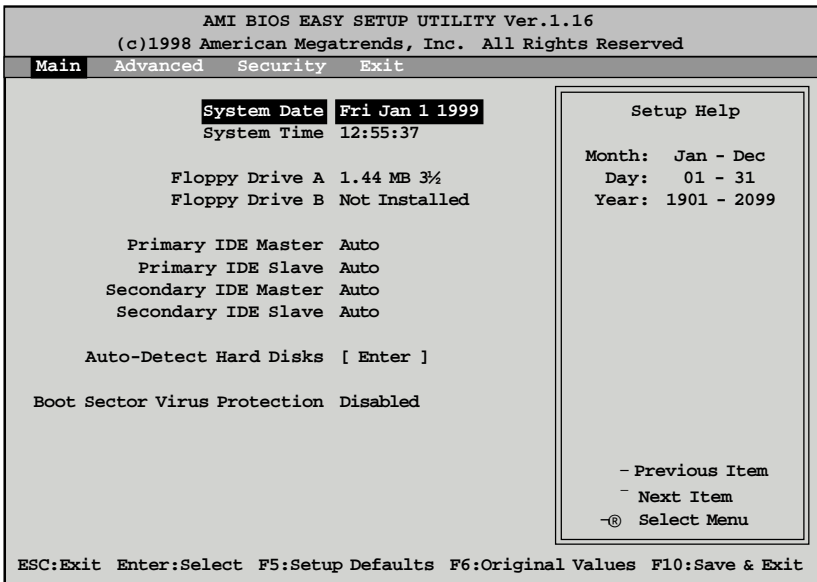 AMI BIOS EASY SETUP UTILITY Ver.1.16
(c)1998 American Megatrends, Inc. All Rights Reserved
Main Advanced Security Exit
System Date Fri Jan 1 1999
System Time 12:55:37
Floppy Drive A 1.44 MB 3½
Floppy Drive B Not Installed
Primary IDE Master Auto
Primary IDE Slave Auto
Secondary IDE Master Auto
Secondary IDE Slave Auto
Auto-Detect Hard Disks [ Enter ]
Boot Sector Virus Protection Disabled
Setup Help
Month: Jan - Dec
Day: 01 - 31
Year: 1901 - 2099
– Previous Item
¯ Next Item
¬® Select Menu
ESC:Exit Enter:Select F5:Setup Defaults F6:Original Values F10:Save & Exit